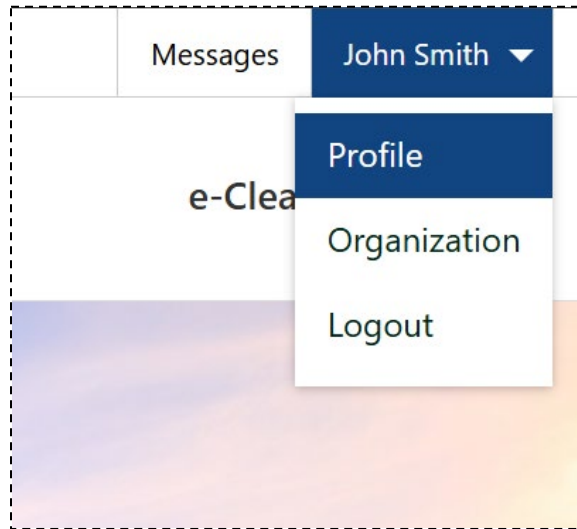 Messages John Smith
Profile
e-Clea
Organization
Logout